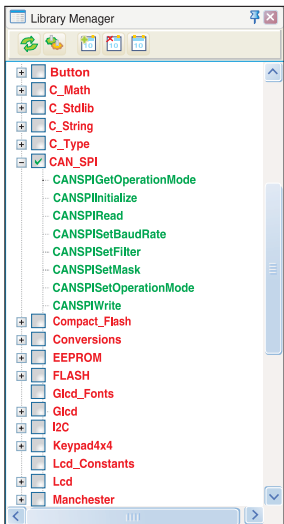 Library Menager
Button
C_Math
C_Stdlib
C_String
C_Type
CAN_SPI
CANSPIGetOperationMode
CANSPIInitialize
CANSPIRead
CANSPISetBaudRate
CANSPISetFilter
CANSPISetMask
CANSPISetOperationMode
CANSPIWrite
Compact_Flash
Conversions
EEPROM
FLASH
Glcd_Fonts
Glcd
I2C
Keypad4x4
Lcd_Constants
Lcd
Manchester